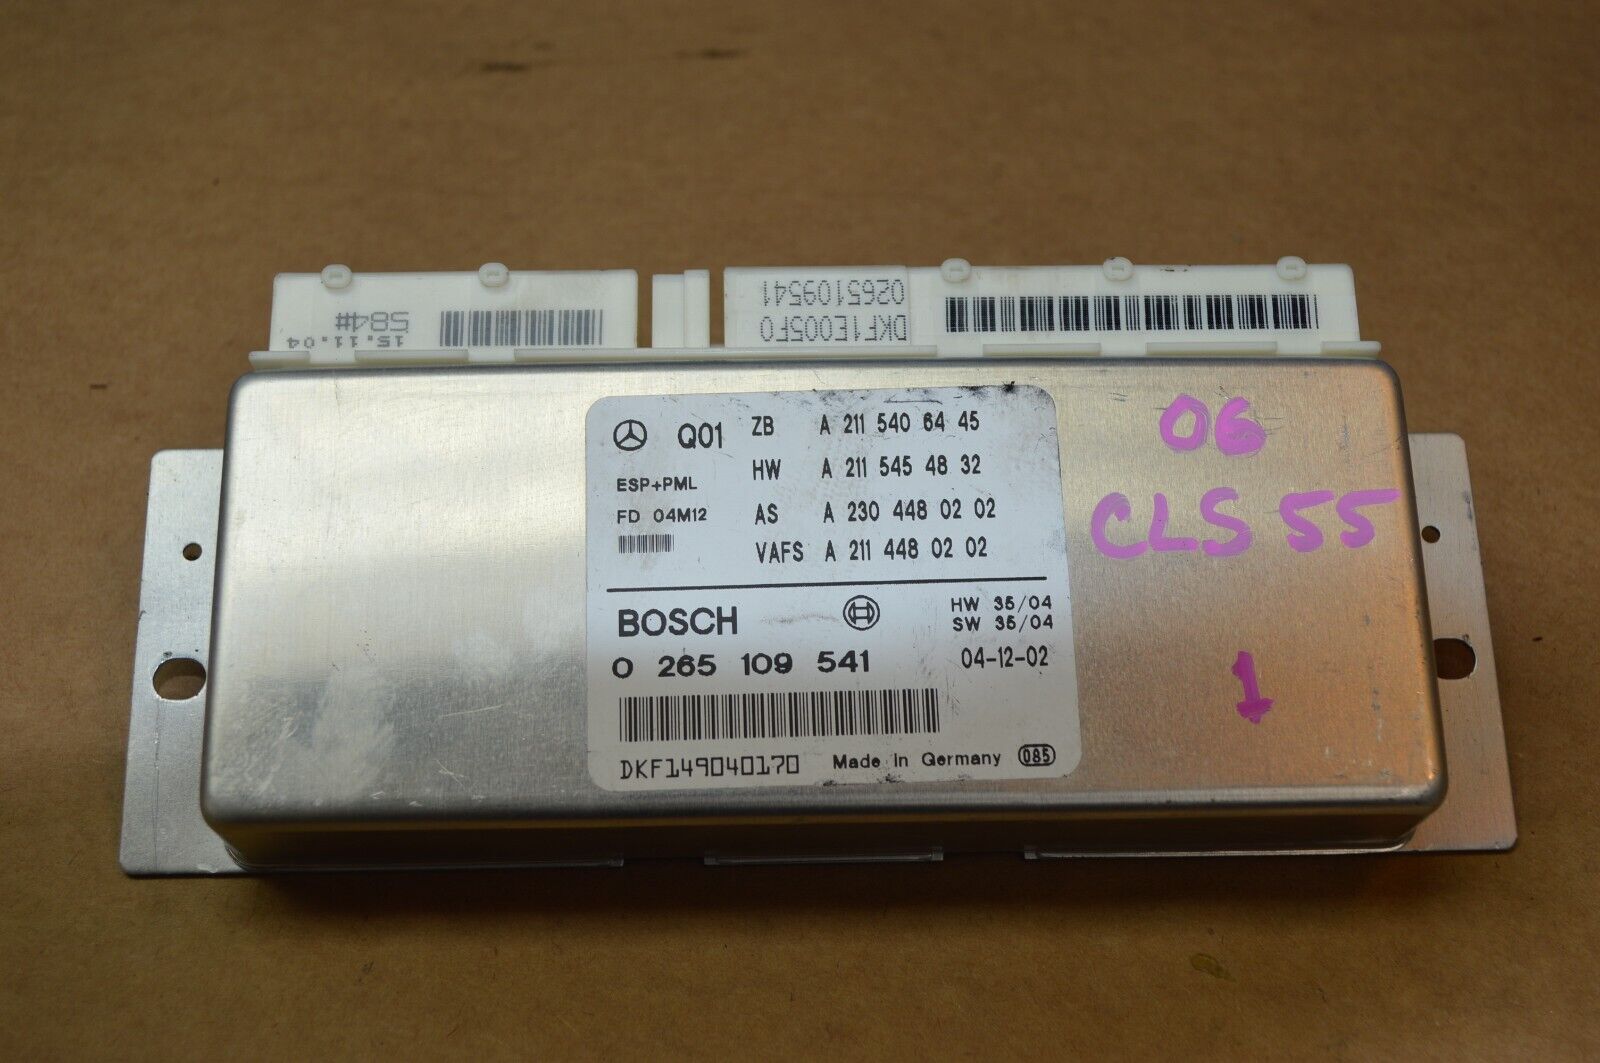 584#
15.11.04
DKF1E005F0
0265109541
Q01
ZB A 211 540 64 45
HW A 211 545 48 32
ESP+PML
FD 04M12
AS A 230 448 02 02
VAFS A 211 448 02 02
BOSCH
HW 35/04
SW 35/04
0 265 109 541
04-12-02
DKF149040170
Made in Germany
085
06
CLS 55
1